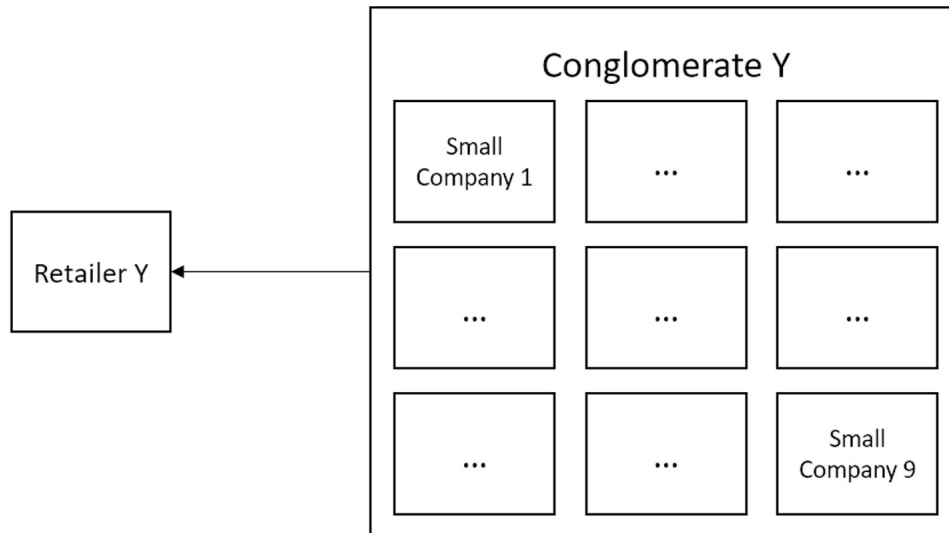 Conglomerate Y
Small
Company 1
...
...
Retailer Y
...
...
...
...
...
Small
Company 9